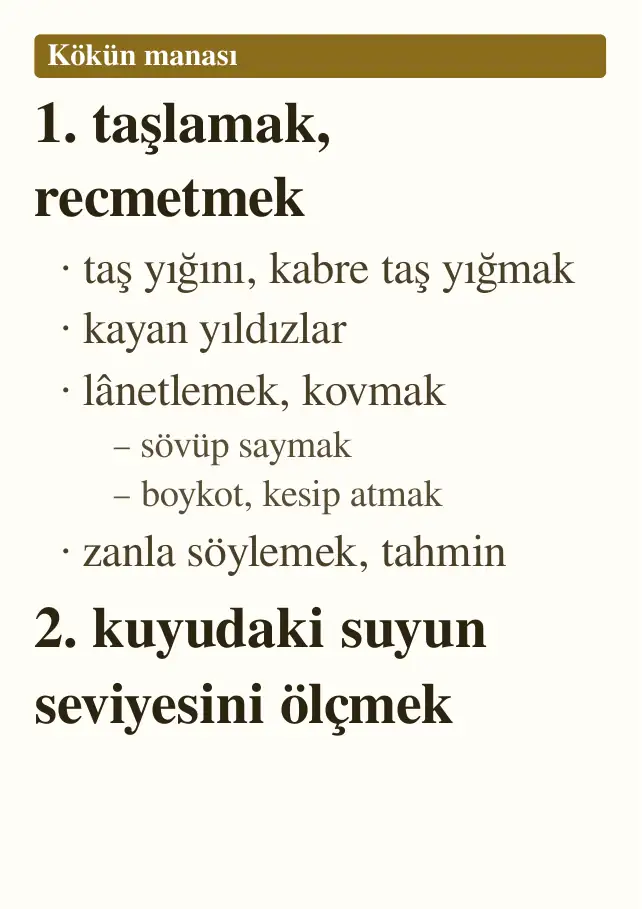 Kökün manası
1. taşlamak,
recmetmek
· taş yığını, kabre taş yığmak
· kayan yıldızlar
· lânetlemek, kovmak
– sövüp saymak
– boykot, kesip atmak
· zanla söylemek, tahmin
2. kuyudaki suyun
seviyesini ölçmek